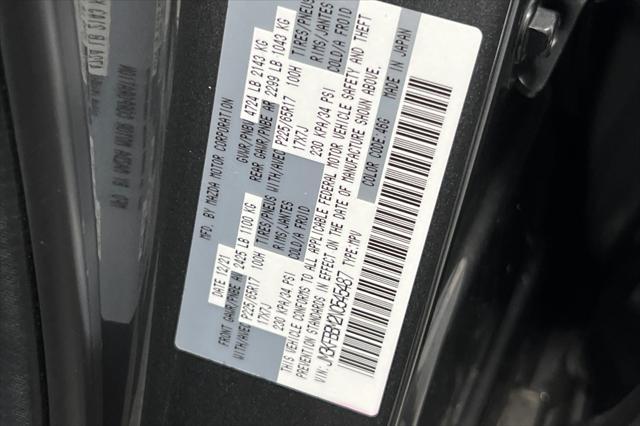 MFD. BY MAZDA MOTOR CORPORATION
DATE 12/21 GVWR/PNBV 4724 LB 2143 KG
FRONT GAWR/PNBE AV 2425 LB 1100 KG REAR GAWR/PNBE AR 2299 LB 1043 KG
WITH/AVEC TIRES/PNEUS WITH/AVEC TIRES/PNEUS
P225/65R17 100H RIMS/JANTES P225/65R17 100H RIMS/JANTES
17X7J COLD/A FROID 17X7J COLD/A FROID
230 KPA/34 PSI 230 KPA/34 PSI
THIS VEHICLE CONFORMS TO ALL APPLICABLE FEDERAL MOTOR VEHICLE SAFETY AND THEFT
PREVENTION STANDARDS IN EFFECT ON THE DATE OF MANUFACTURE SHOWN ABOVE.
VIN: TYPE:MPV COLOR CODE 46G MADE IN JAPAN